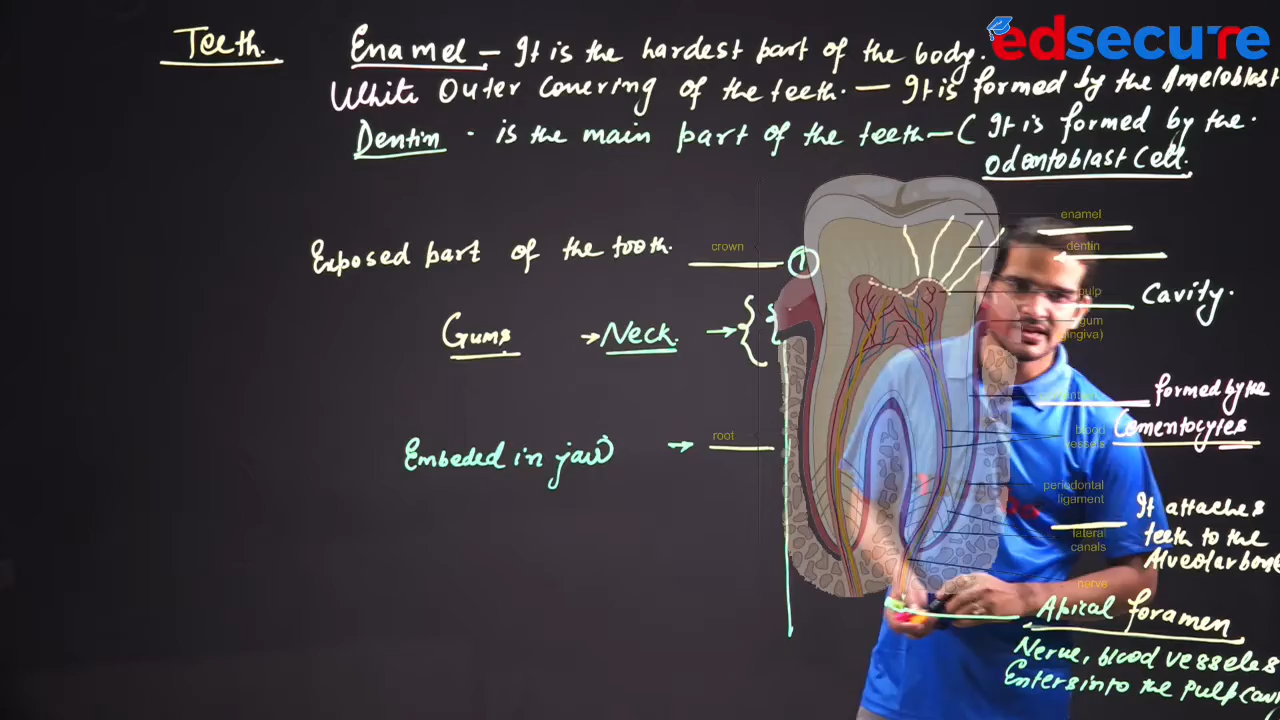 edsecure
Teeth.
Enamel - It is the hardest part of the body.
White Outer Covering of the teeth. - It is formed by the Ameloblast
Dentin. is the main part of the teeth - ( It is formed by the.
Odontoblast Cell.
enamel
Exposed part of the tooth.
crown
1
dentin
pulp
Cavity.
Gums → Neck → {
gum
gingiva)
formed by the
Cementocytes
blood
vessels
Embeded in jaw → root
periodontal
ligament
It attaches
teeth to the
Alveolar bone
lateral
canals
nerve
Apical foramen
Nerve, blood vesseles
Enters into the Pulp